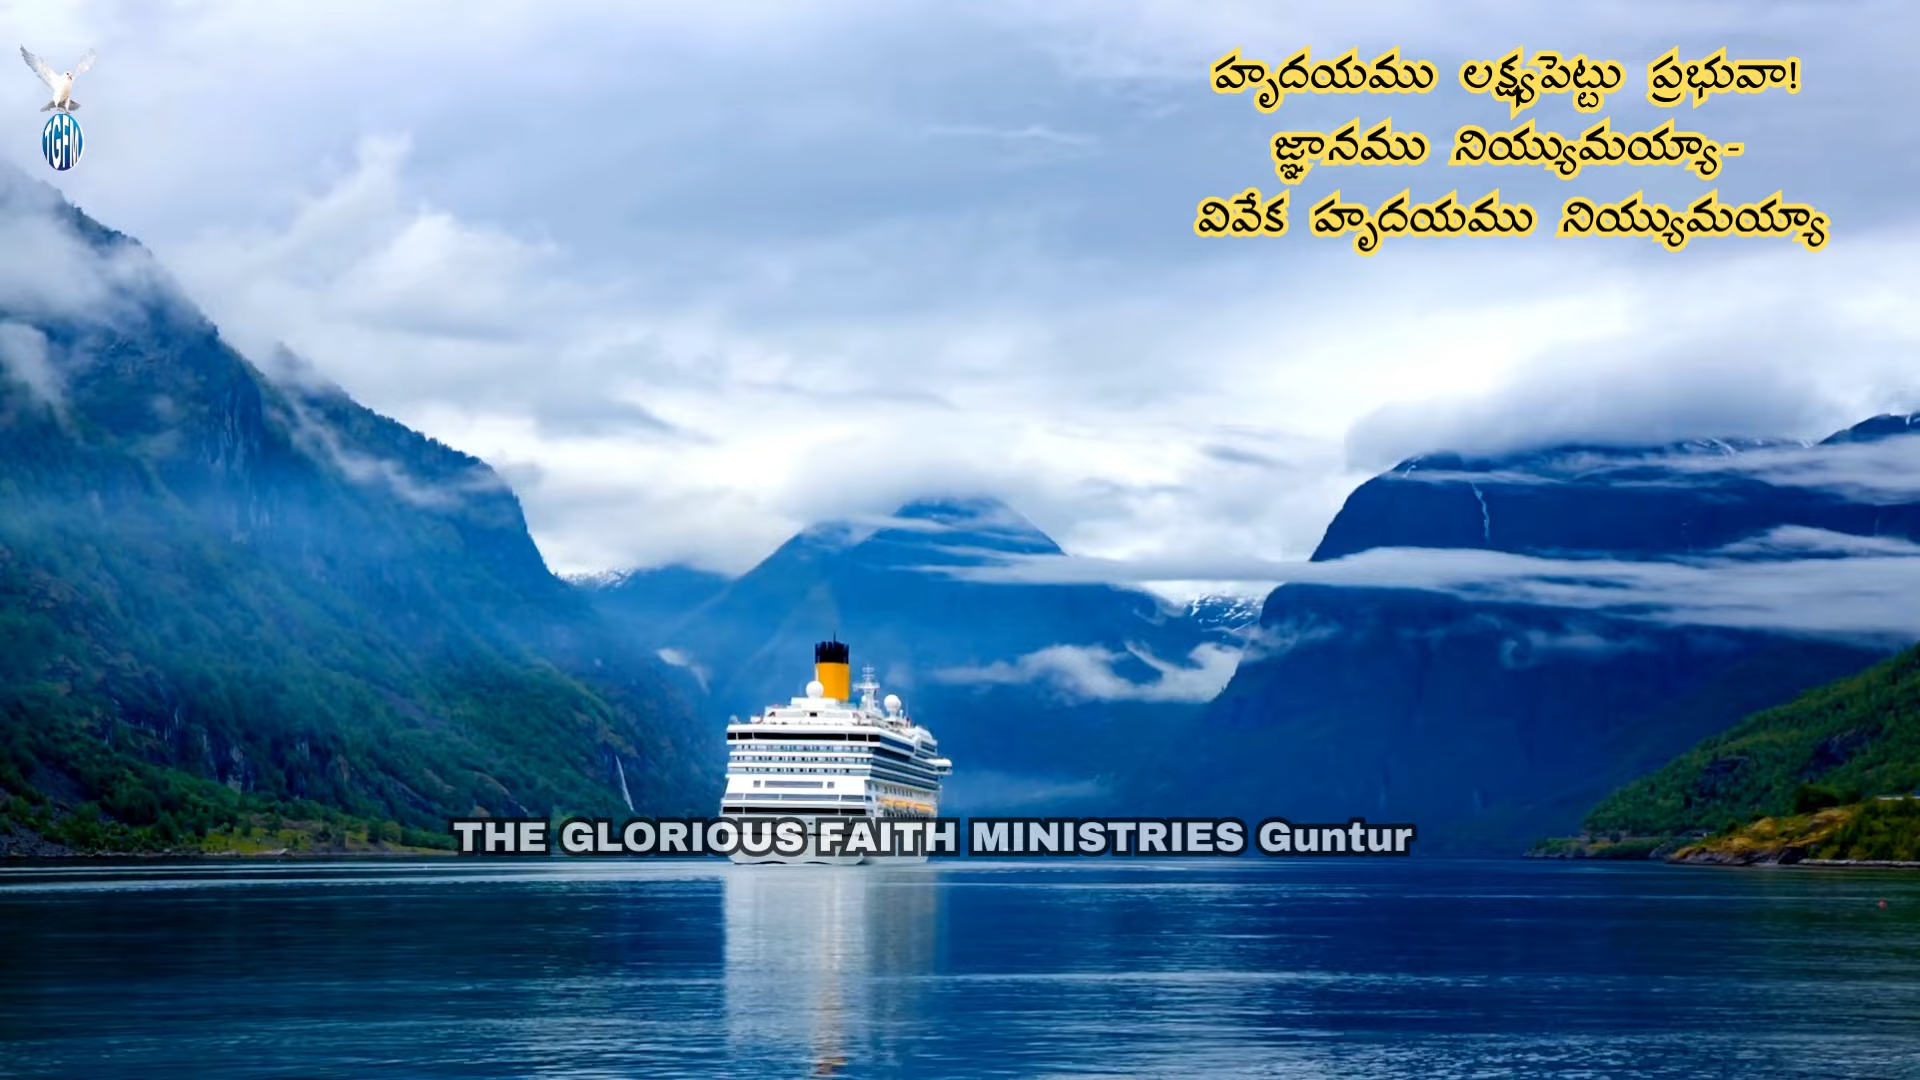 హృదయము లక్ష్యపెట్టు ప్రభువా!
జ్ఞానము నియ్యుమయ్యా-
వివేక హృదయము నియ్యుమయ్యా
TGFM
THE GLORIOUS FAITH MINISTRIES Guntur